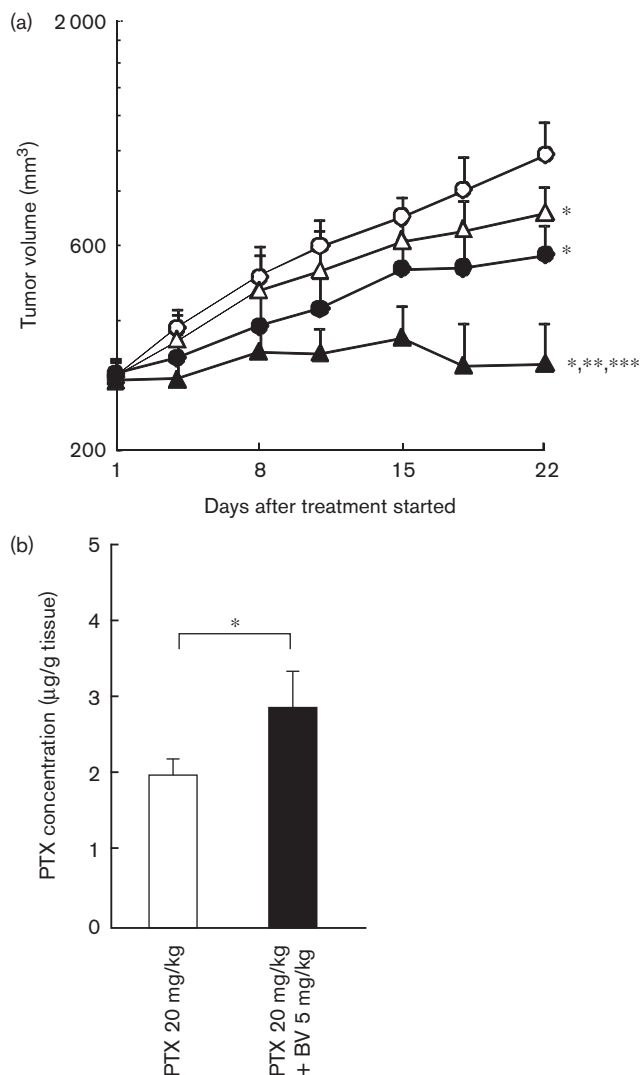 (a)
2 000
Tumor volume (mm³)
600
200
*
*
*,**,***
1 8 15 22
Days after treatment started
(b)
5
4
3
2
1
0
PTX concentration (μg/g tissue)
*
PTX 20 mg/kg
PTX 20 mg/kg
+ BV 5 mg/kg